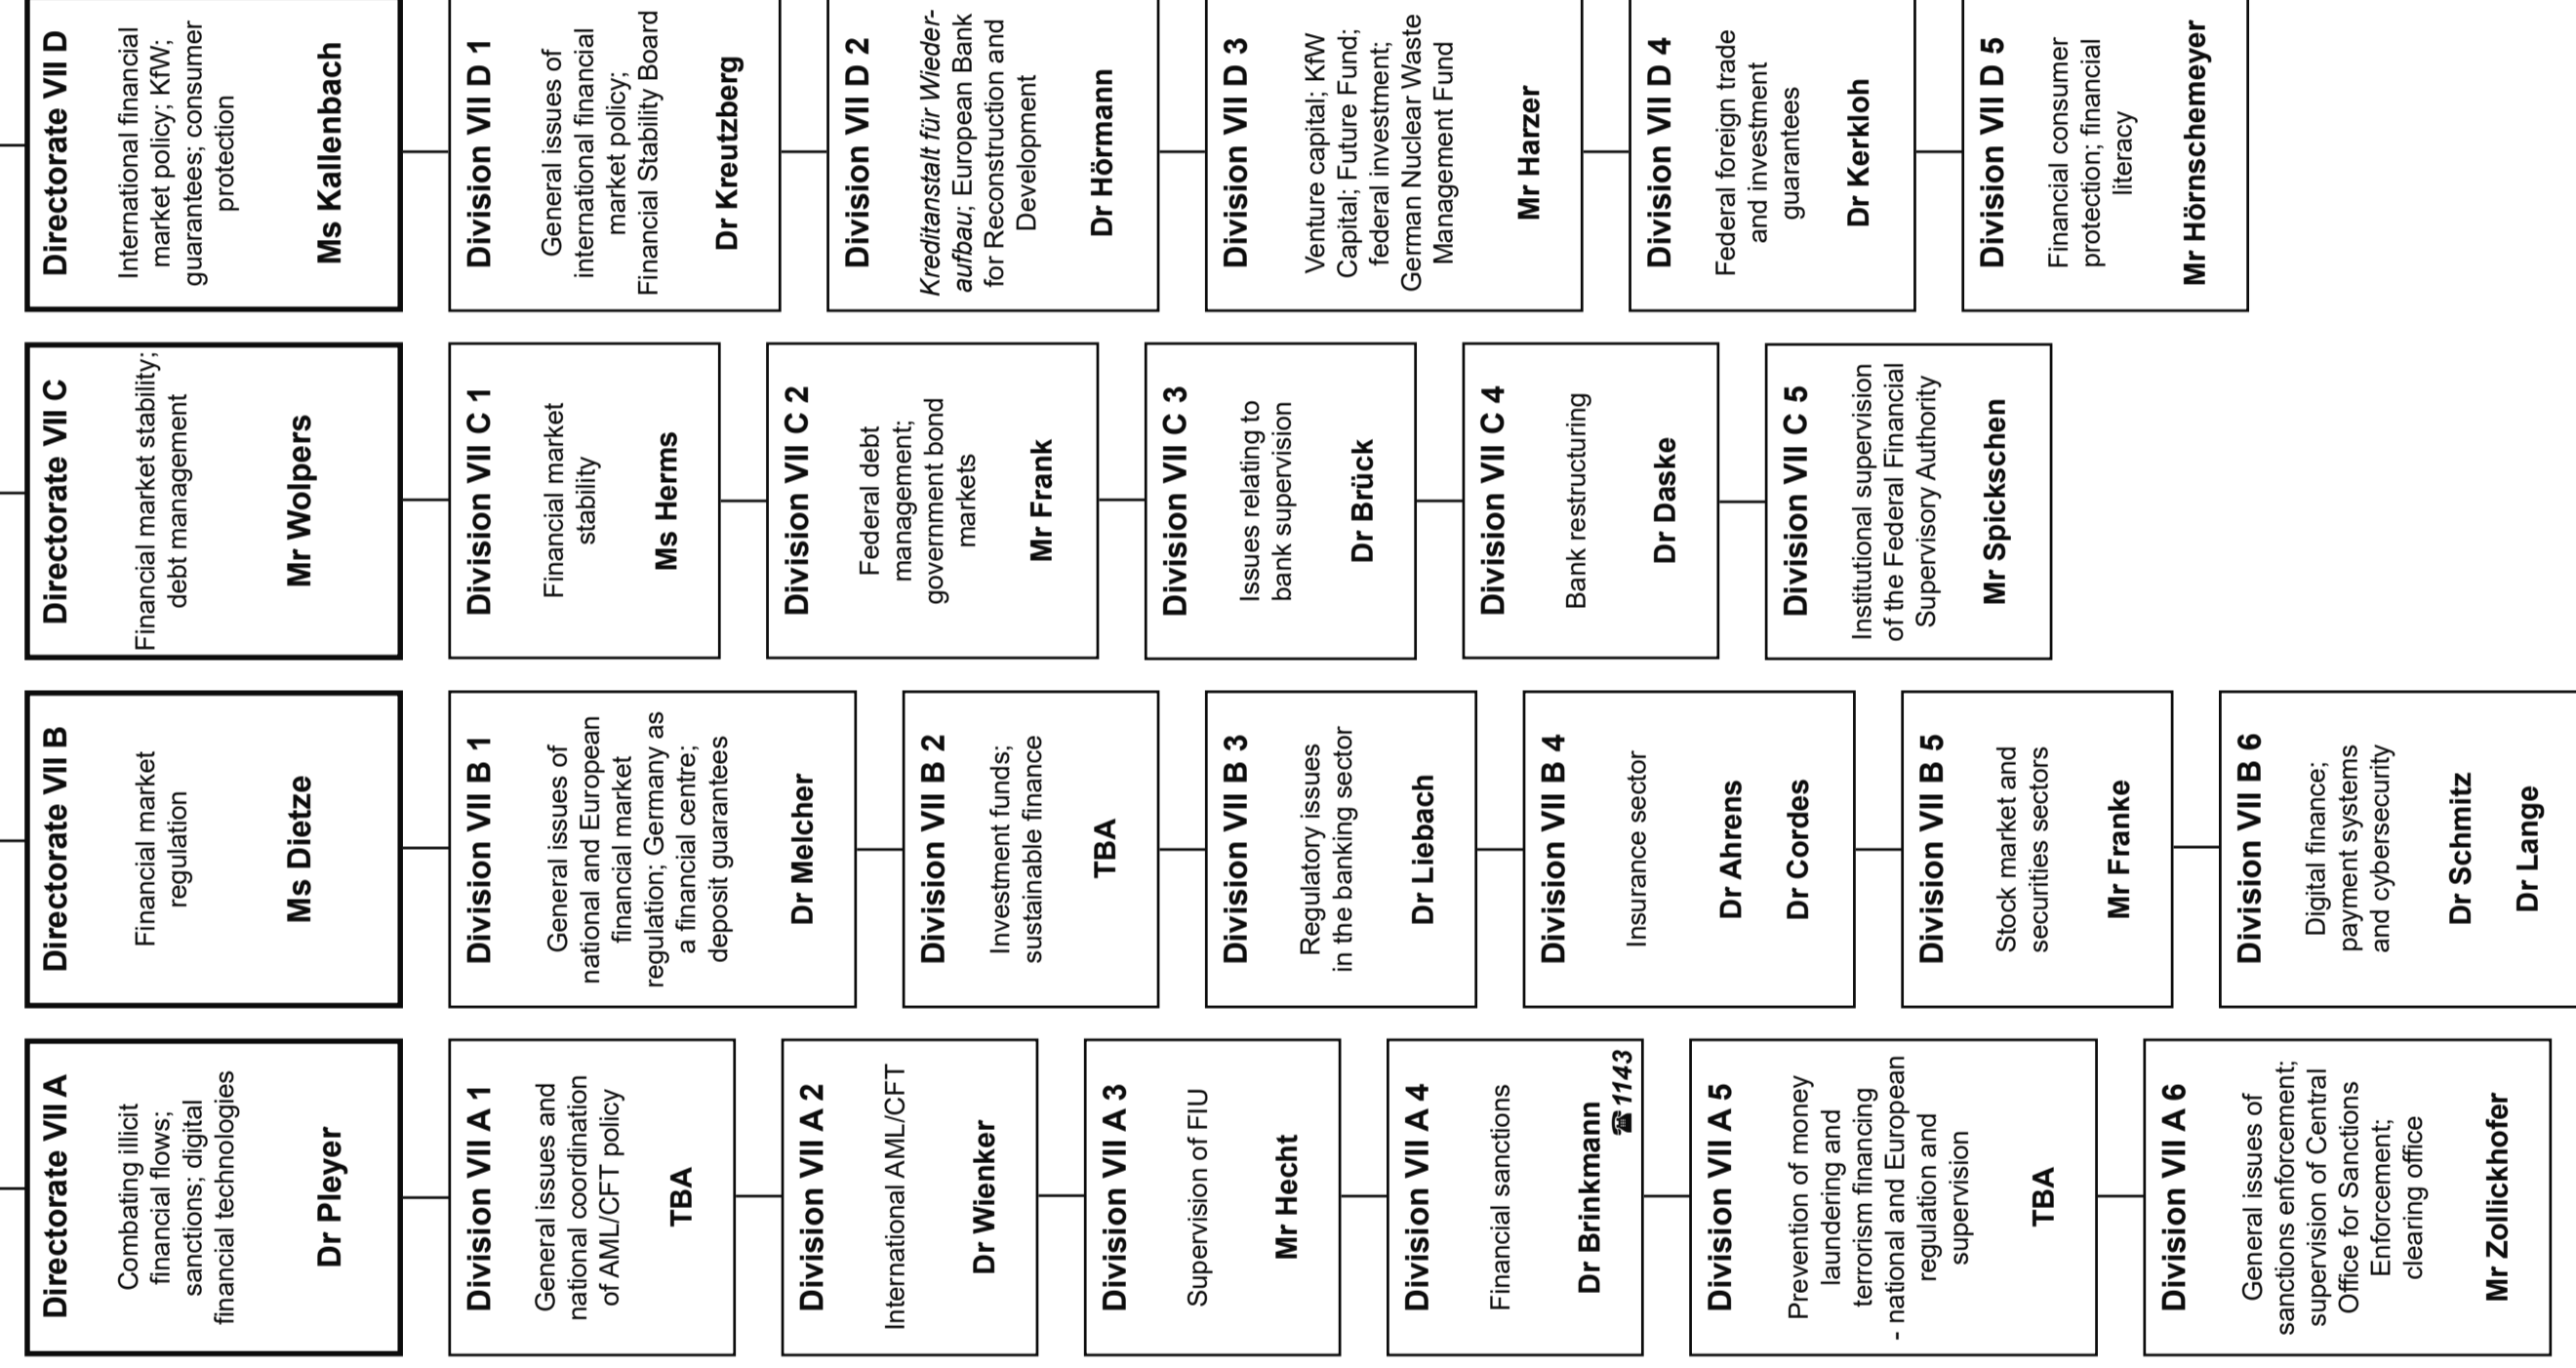 Directorate VII A
Combating illicit
financial flows;
sanctions; digital
financial technologies
Dr Pleyer
Division VII A 1
General issues and
national coordination
of AML/CFT policy
TBA
Division VII A 2
International AML/CFT
Dr Wienker
Division VII A 3
Supervision of FIU
Mr Hecht
Division VII A 4
Financial sanctions
Dr Brinkmann
☎1143
Division VII A 5
Prevention of money
laundering and
terrorism financing
- national and European
regulation and
supervision
TBA
Division VII A 6
General issues of
sanctions enforcement;
supervision of Central
Office for Sanctions
Enforcement;
clearing office
Mr Zollickhofer
Directorate VII B
Financial market
regulation
Ms Dietze
Division VII B 1
General issues of
national and European
financial market
regulation; Germany as
a financial centre;
deposit guarantees
Dr Melcher
Division VII B 2
Investment funds;
sustainable finance
TBA
Division VII B 3
Regulatory issues
in the banking sector
Dr Liebach
Division VII B 4
Insurance sector
Dr Ahrens
Dr Cordes
Division VII B 5
Stock market and
securities sectors
Mr Franke
Division VII B 6
Digital finance;
payment systems
and cybersecurity
Dr Schmitz
Dr Lange
Directorate VII C
Financial market stability;
debt management
Mr Wolpers
Division VII C 1
Financial market
stability
Ms Herms
Division VII C 2
Federal debt
management;
government bond
markets
Mr Frank
Division VII C 3
Issues relating to
bank supervision
Dr Brück
Division VII C 4
Bank restructuring
Dr Daske
Division VII C 5
Institutional supervision
of the Federal Financial
Supervisory Authority
Mr Spickschen
Directorate VII D
International financial
market policy; KfW;
guarantees; consumer
protection
Ms Kallenbach
Division VII D 1
General issues of
international financial
market policy;
Financial Stability Board
Dr Kreutzberg
Division VII D 2
Kreditanstalt für Wieder-
aufbau; European Bank
for Reconstruction and
Development
Dr Hörmann
Division VII D 3
Venture capital; KfW
Capital; Future Fund;
federal investment;
German Nuclear Waste
Management Fund
Mr Harzer
Division VII D 4
Federal foreign trade
and investment
guarantees
Dr Kerkloh
Division VII D 5
Financial consumer
protection; financial
literacy
Mr Hörnschemeyer